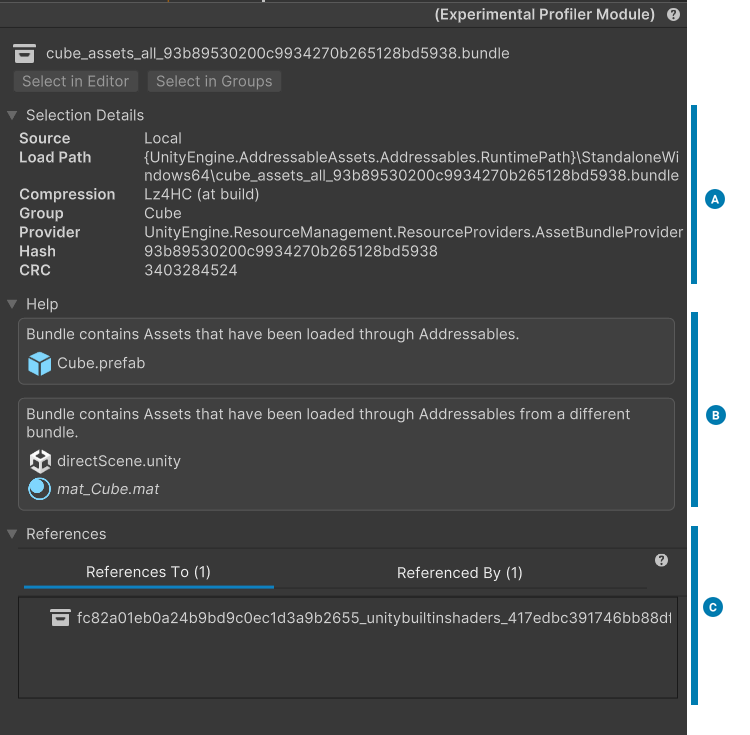 (Experimental Profiler Module) ?
cube_assets_all_93b89530200c9934270b265128bd5938.bundle
Select in Editor Select in Groups
Selection Details
Source Local
Load Path {UnityEngine.AddressableAssets.Addressables.RuntimePath}\StandaloneWi
ndows64\cube_assets_all_93b89530200c9934270b265128bd5938.bundle
A
Compression Lz4HC (at build)
Group Cube
Provider UnityEngine.ResourceManagement.ResourceProviders.AssetBundleProvider
Hash 93b89530200c9934270b265128bd5938
CRC 3403284524
Help
Bundle contains Assets that have been loaded through Addressables.
Cube.prefab
Bundle contains Assets that have been loaded through Addressables from a different
bundle.
B
directScene.unity
mat_Cube.mat
References
?
References To (1) Referenced By (1)
fc82a01eb0a24b9bd9c0ec1d3a9b2655_unitybuiltinshaders_417edbc391746bb88df
C